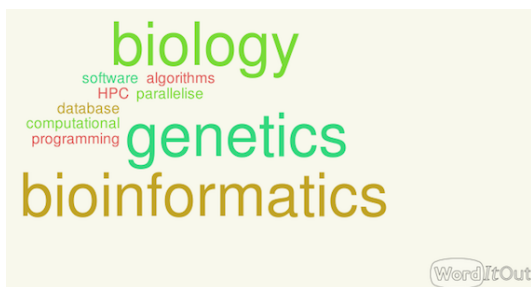 biology
software algorithms
HPC parallelise
database
computational
programming
genetics
bioinformatics
WordItOut